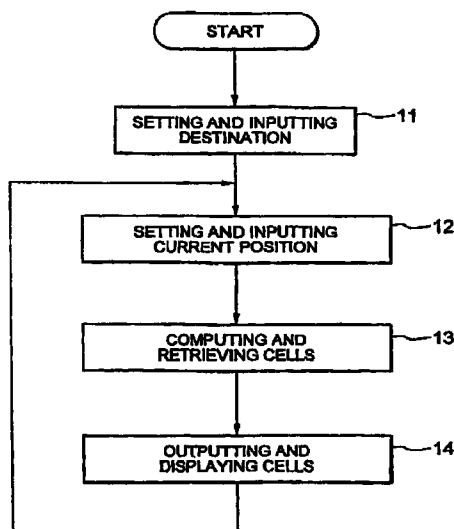 START
SETTING AND INPUTTING
DESTINATION
11
SETTING AND INPUTTING
CURRENT POSITION
12
COMPUTING AND
RETRIEVING CELLS
13
OUTPUTTING AND
DISPLAYING CELLS
14